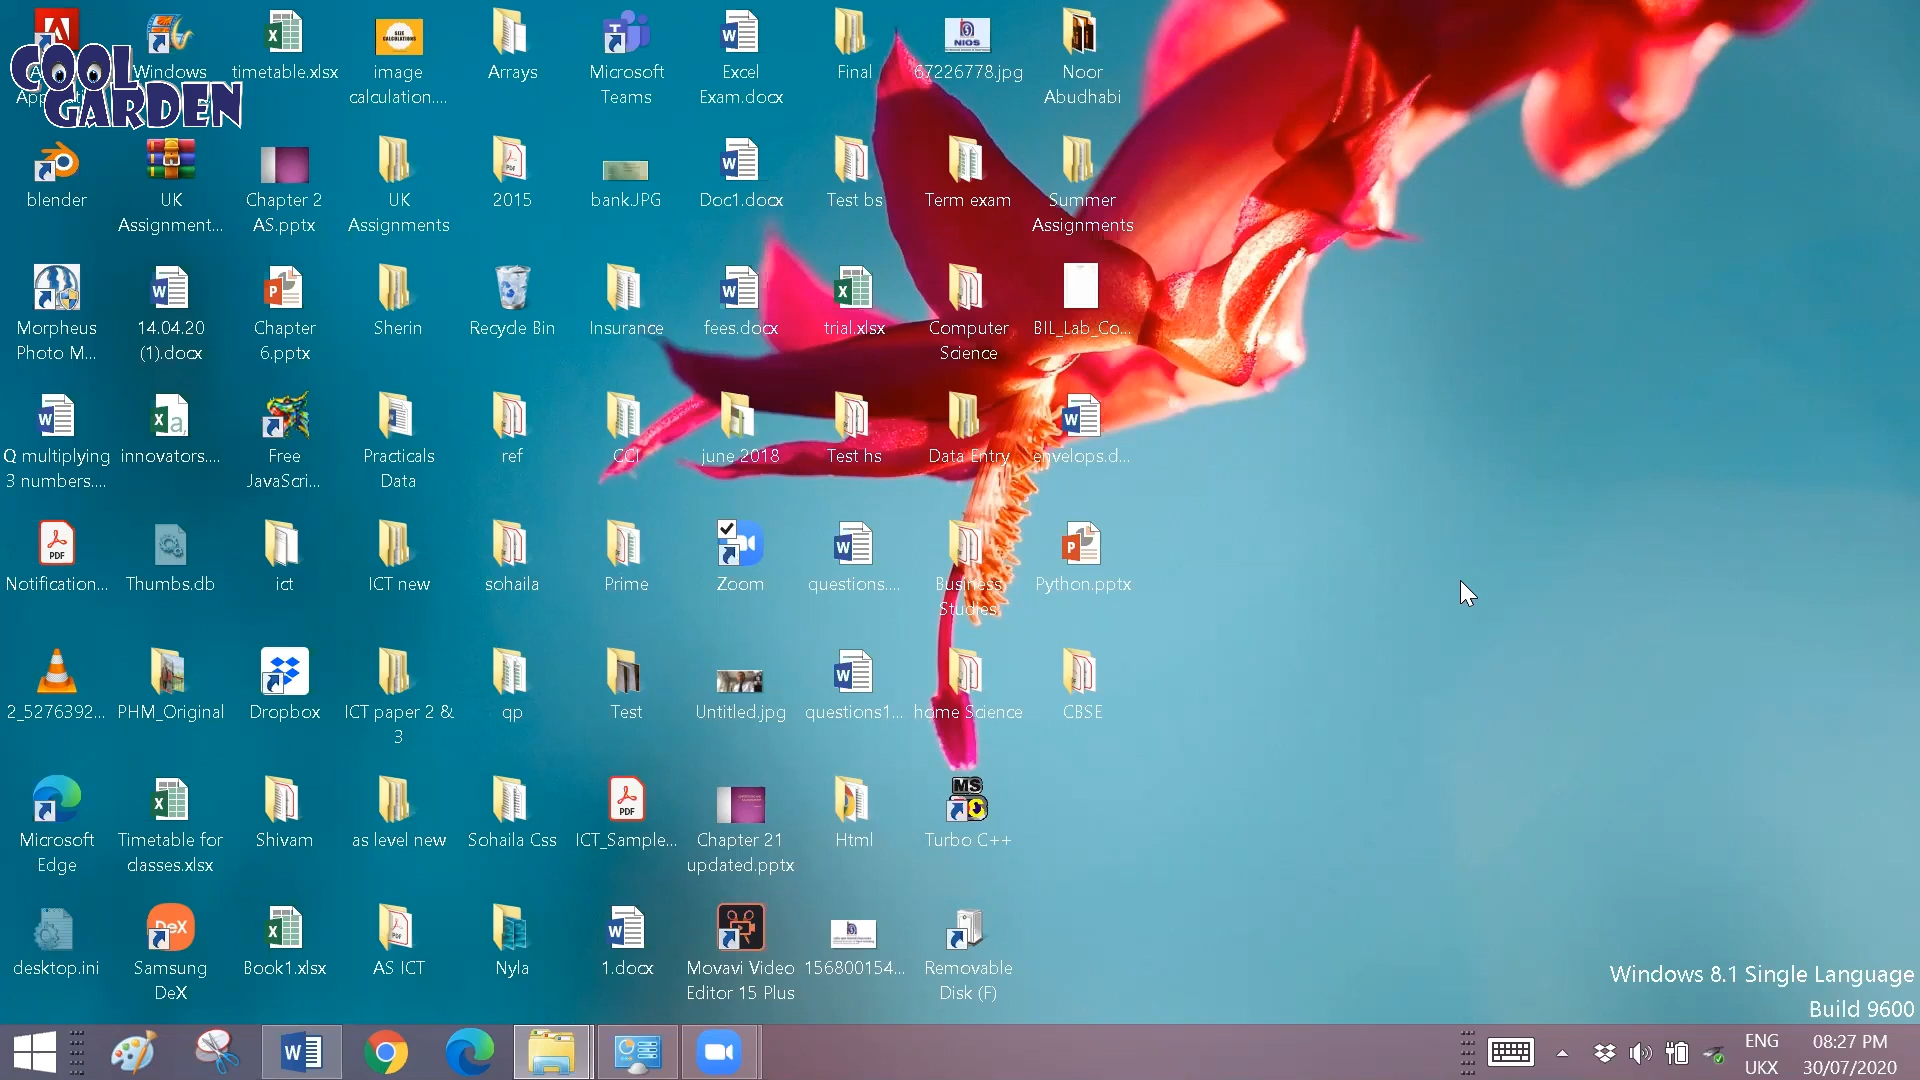 COOL
GARDEN
Windows
timetable.xlsx
image
calculation....
Arrays
Microsoft
Teams
Excel
Exam.docx
Final
67226778.jpg
Noor
Abudhabi
blender
UK
Assignment...
Chapter 2
AS.pptx
UK
Assignments
2015
bank.JPG
Doc1.docx
Test bs
Term exam
Summer
Assignments
Morpheus
Photo M...
14.04.20
(1).docx
Chapter
6.pptx
Sherin
Recycle Bin
Insurance
fees.docx
trial.xlsx
Computer
Science
BIL_Lab_Co...
Q multiplying
3 numbers....
innovators....
Free
JavaScri...
Practicals
Data
ref
CCI
june 2018
Test hs
Data Entry
envelops.d...
Notification...
Thumbs.db
ict
ICT new
sohaila
Prime
Zoom
questions....
Business
Studies
Python.pptx
2_5276392...
PHM_Original
Dropbox
ICT paper 2 &
3
qp
Test
Untitled.jpg
questions1...
home Science
CBSE
Microsoft
Edge
Timetable for
classes.xlsx
Shivam
as level new
Sohaila Css
ICT_Sample...
Chapter 21
updated.pptx
Html
Turbo C++
desktop.ini
Samsung
DeX
Book1.xlsx
AS ICT
Nyla
1.docx
Movavi Video
Editor 15 Plus
156800154...
Removable
Disk (F)
Windows 8.1 Single Language
Build 9600
ENG
UKX
08:27 PM
30/07/2020